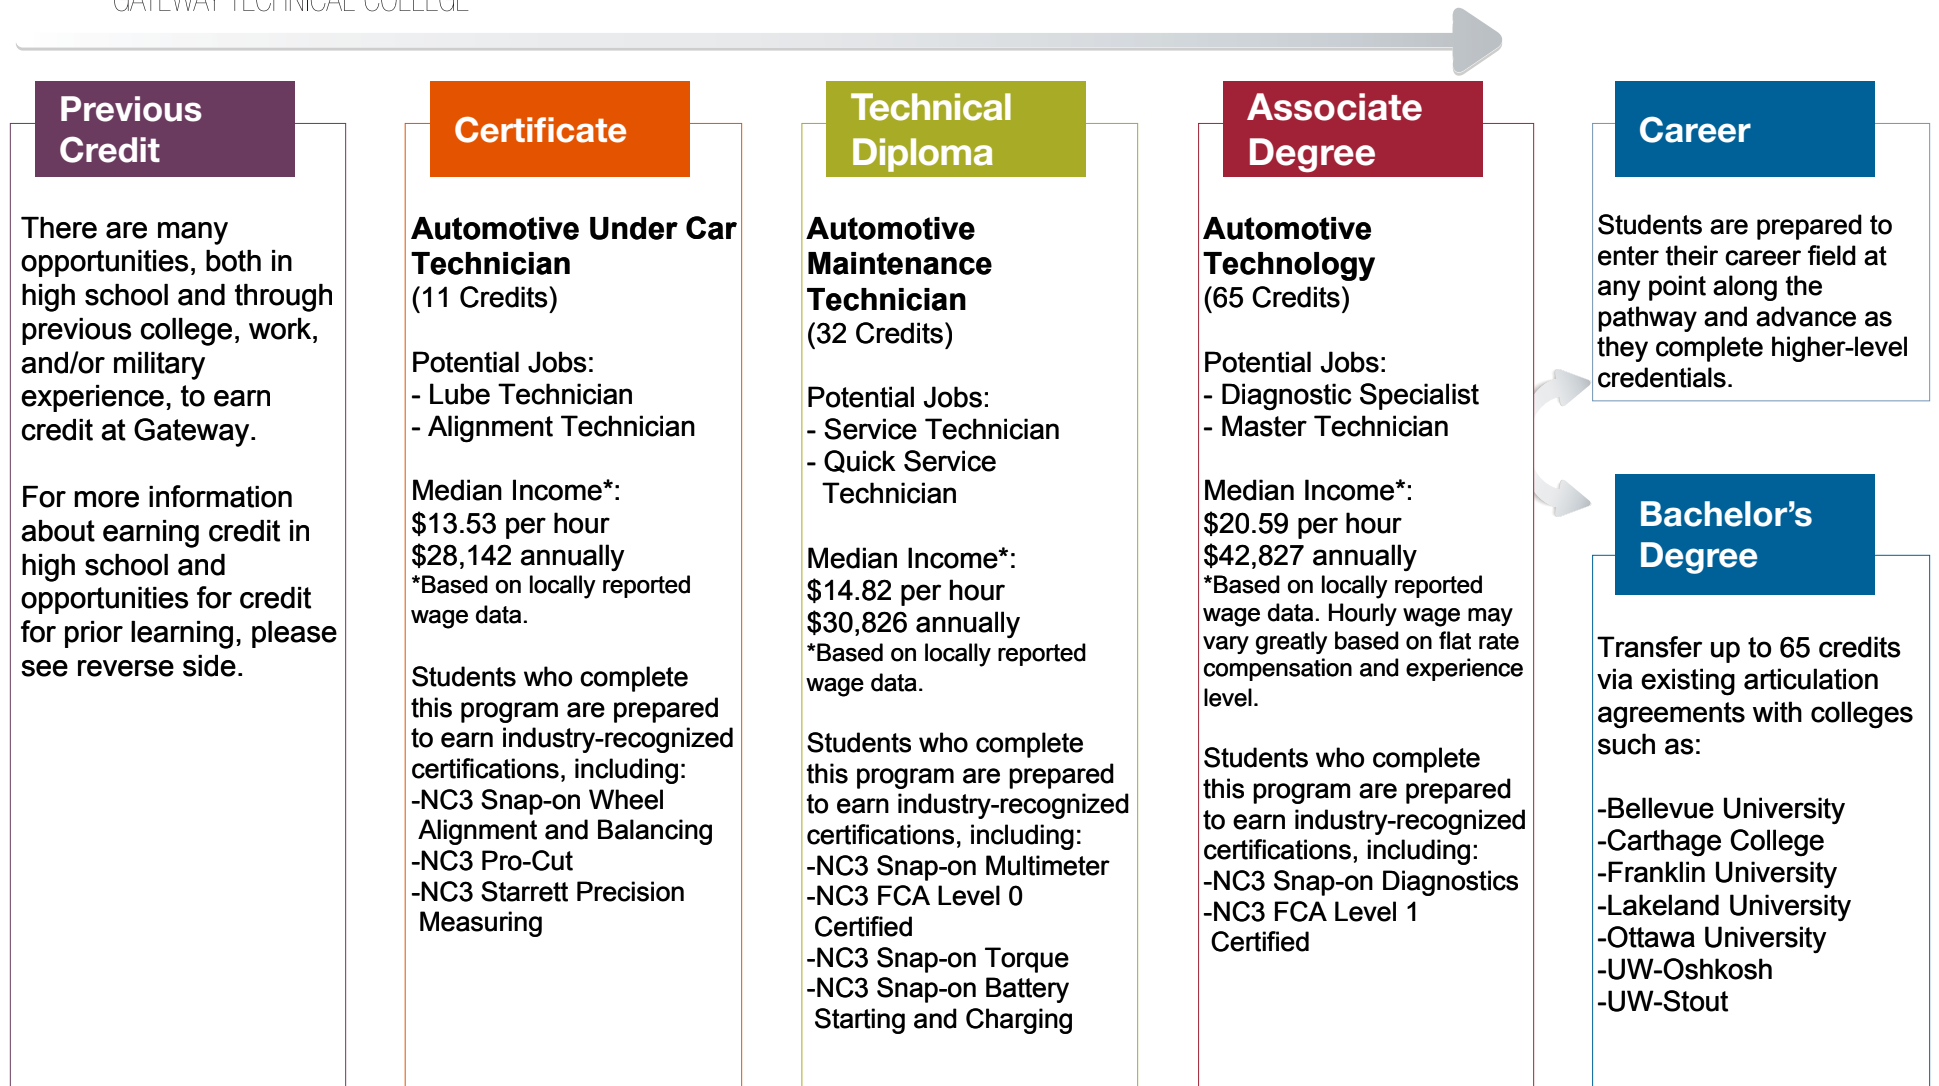 GATEWAY TECHNICAL COLLEGE
Previous
Credit
There are many
opportunities, both in
high school and through
previous college, work,
and/or military
experience, to earn
credit at Gateway.
For more information
about earning credit in
high school and
opportunities for credit
for prior learning, please
see reverse side.
Certificate
Automotive Under Car
Technician
(11 Credits)
Potential Jobs:
- Lube Technician
- Alignment Technician
Median Income*:
$13.53 per hour
$28,142 annually
*Based on locally reported
wage data.
Students who complete
this program are prepared
to earn industry-recognized
certifications, including:
-NC3 Snap-on Wheel
Alignment and Balancing
-NC3 Pro-Cut
-NC3 Starrett Precision
Measuring
Technical
Diploma
Automotive
Maintenance
Technician
(32 Credits)
Potential Jobs:
- Service Technician
- Quick Service
Technician
Median Income*:
$14.82 per hour
$30,826 annually
*Based on locally reported
wage data.
Students who complete
this program are prepared
to earn industry-recognized
certifications, including:
-NC3 Snap-on Multimeter
-NC3 FCA Level 0
Certified
-NC3 Snap-on Torque
-NC3 Snap-on Battery
Starting and Charging
Associate
Degree
Automotive
Technology
(65 Credits)
Potential Jobs:
- Diagnostic Specialist
- Master Technician
Median Income*:
$20.59 per hour
$42,827 annually
*Based on locally reported
wage data. Hourly wage may
vary greatly based on flat rate
compensation and experience
level.
Students who complete
this program are prepared
to earn industry-recognized
certifications, including:
-NC3 Snap-on Diagnostics
-NC3 FCA Level 1
Certified
Career
Students are prepared to
enter their career field at
any point along the
pathway and advance as
they complete higher-level
credentials.
Bachelor's
Degree
Transfer up to 65 credits
via existing articulation
agreements with colleges
such as:
-Bellevue University
-Carthage College
-Franklin University
-Lakeland University
-Ottawa University
-UW-Oshkosh
-UW-Stout